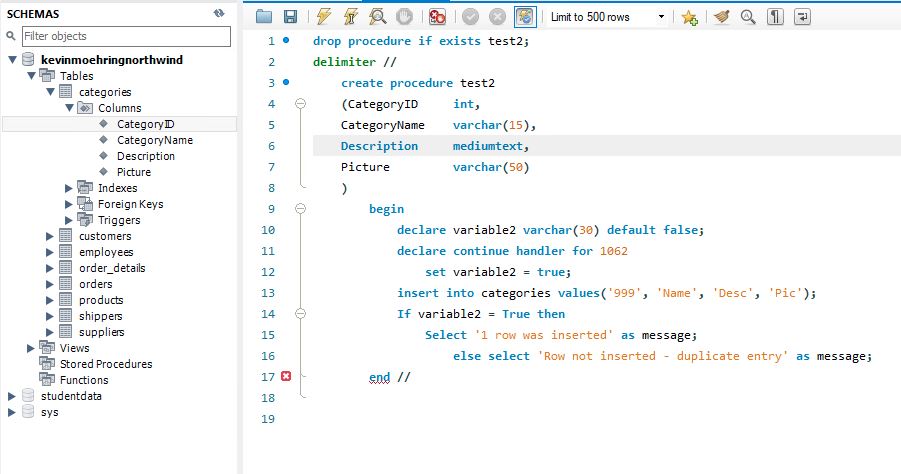 SCHEMAS
Filter objects
kevinmoehringnorthwind
Tables
categories
Columns
CategoryID
CategoryName
Description
Picture
Indexes
Foreign Keys
Triggers
customers
employees
order_details
orders
products
shippers
suppliers
Views
Stored Procedures
Functions
studentdata
sys
Limit to 500 rows
1 drop procedure if exists test2;
2 delimiter //
3 create procedure test2
4 (CategoryID int,
5 CategoryName varchar(15),
6 Description mediumtext,
7 Picture varchar(50)
8 )
9 begin
10 declare variable2 varchar(30) default false;
11 declare continue handler for 1062
12 set variable2 = true;
13 insert into categories values('999', 'Name', 'Desc', 'Pic');
14 If variable2 = True then
15 Select '1 row was inserted' as message;
16 else select 'Row not inserted - duplicate entry' as message;
17 end //
18
19